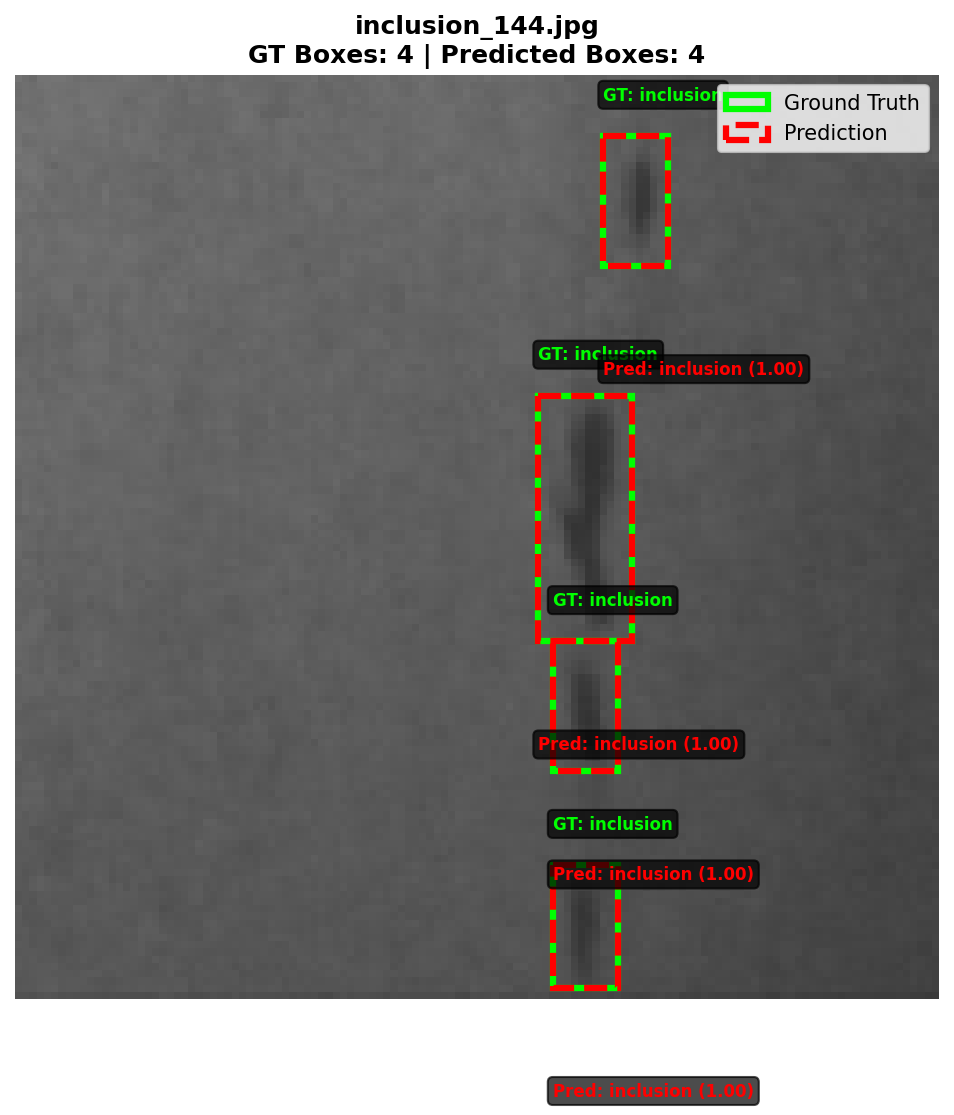 inclusion_144.jpg
GT Boxes: 4 | Predicted Boxes: 4
GT: inclusion
Ground Truth
Prediction
GT: inclusion
Pred: inclusion (1.00)
GT: inclusion
Pred: inclusion (1.00)
GT: inclusion
Pred: inclusion (1.00)
Pred: inclusion (1.00)